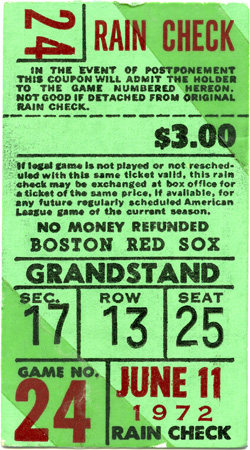 24 RAIN CHECK
IN THE EVENT OF POSTPONEMENT
THIS COUPON WILL ADMIT THE HOLDER
TO THE GAME NUMBERED HEREON.
NOT GOOD IF DETACHED FROM ORIGINAL
RAIN CHECK.
$3.00
If legal game is not played or not resched-
uled with this same ticket valid, this rain
check may be exchanged at box office for
a ticket of the same price, if available, for
any future regularly scheduled American
League game of the current season.
NO MONEY REFUNDED
BOSTON RED SOX
GRANDSTAND
SEC. ROW SEAT
17 13 25
GAME NO. JUNE 11
24 1972
RAIN CHECK